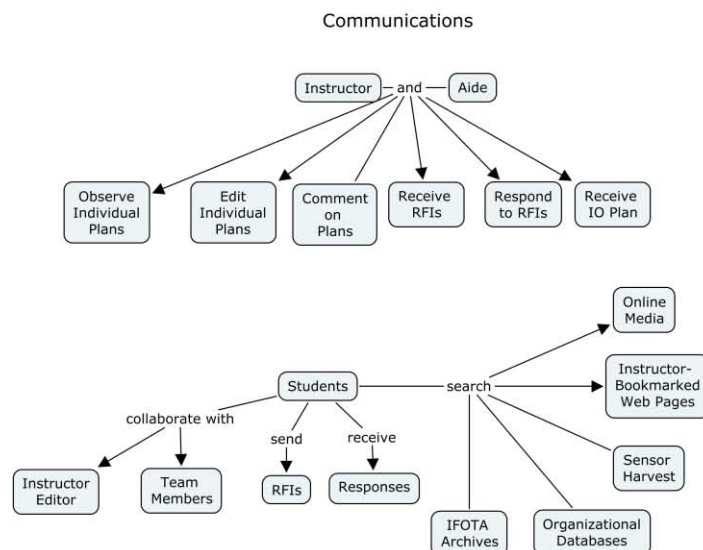 Communications
Instructor and Aide
Observe
Individual
Plans
Edit
Individual
Plans
Comment
on
Plans
Receive
RFIs
Respond
to RFIs
Receive
IO Plan
Online
Media
Students
search
Instructor-
Bookmarked
Web Pages
collaborate with
send
receive
Instructor
Editor
Team
Members
RFIs
Responses
Sensor
Harvest
IFOTA
Archives
Organizational
Databases